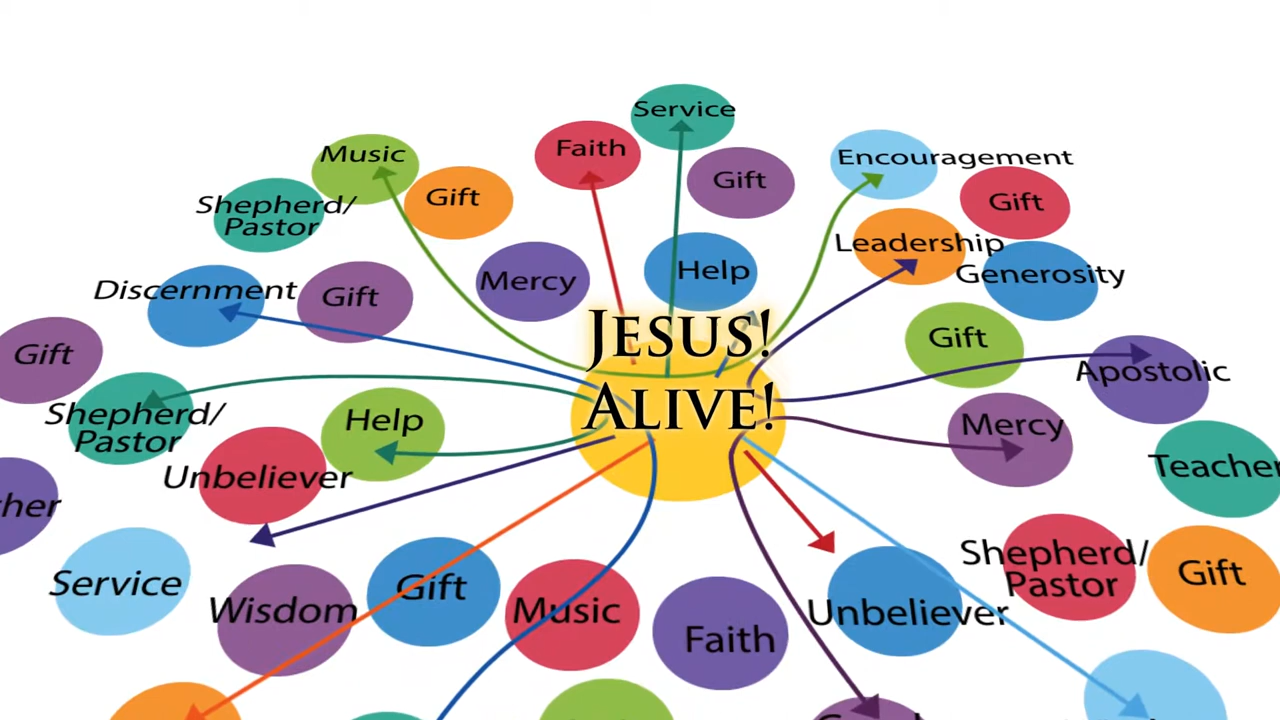 Service
Music
Faith
Encouragement
Gift
Gift
Gift
Shepherd/
Pastor
Leadership
Mercy
Help
Generosity
Discernment
Gift
Jesus!
Alive!
Gift
Gift
Apostolic
Shepherd/
Pastor
Help
Mercy
Unbeliever
Teacher
Service
Wisdom
Gift
Music
Faith
Unbeliever
Shepherd/
Pastor
Gift